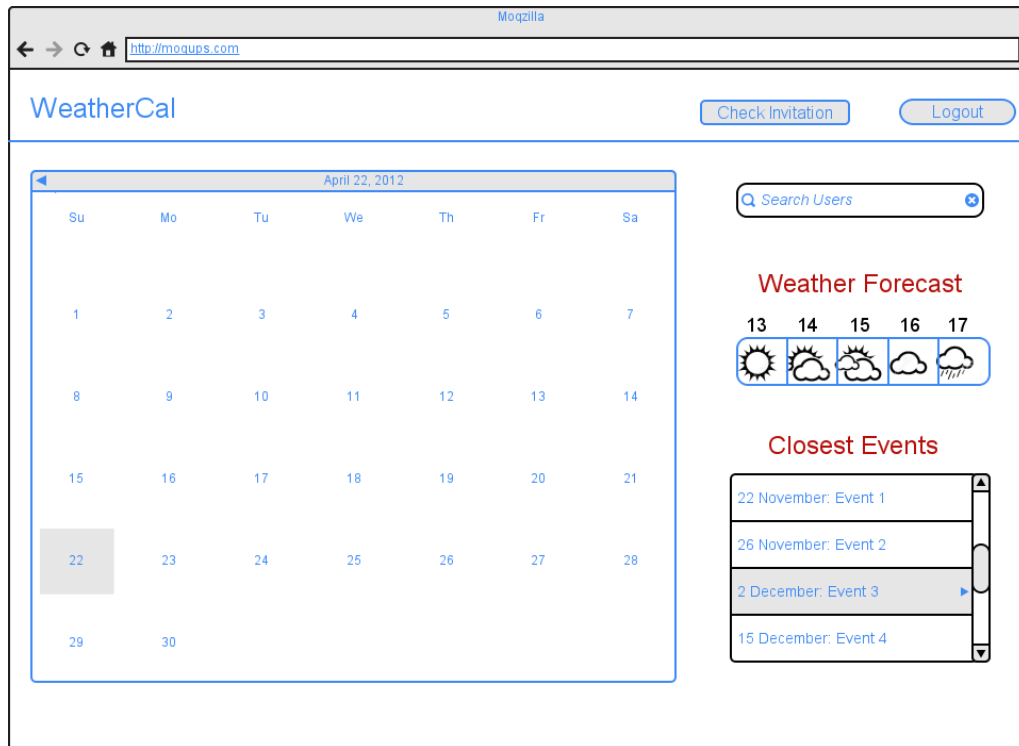 Moqzilla
http://moqups.com
WeatherCal
Check Invitation
Logout
April 22, 2012
Su Mo Tu We Th Fr Sa
1 2 3 4 5 6 7
8 9 10 11 12 13 14
15 16 17 18 19 20 21
22 23 24 25 26 27 28
29 30
Search Users
Weather Forecast
13 14 15 16 17
Closest Events
22 November: Event 1
26 November: Event 2
2 December: Event 3
15 December: Event 4